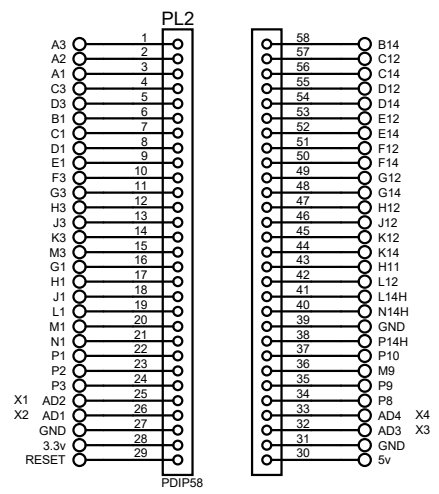 PL2
A3 1 58 B14
A2 2 57 C12
A1 3 56 C14
C3 4 55 D12
D3 5 54 D14
B1 6 53 E12
C1 7 52 E14
D1 8 51 F12
E1 9 50 F14
F3 10 49 G12
G3 11 48 G14
H3 12 47 H12
J3 13 46 J12
K3 14 45 K12
M3 15 44 K14
G1 16 43 H11
H1 17 42 L12
J1 18 41 L14H
L1 19 40 N14H
M1 20 39 GND
N1 21 38 P14H
P1 22 37 P10
P2 23 36 M9
P3 24 35 P9
X1 AD2 25 34 P8
X2 AD1 26 33 AD4 X4
GND 27 32 AD3 X3
3.3v 28 31 GND
RESET 29 30 5v
PDIP58